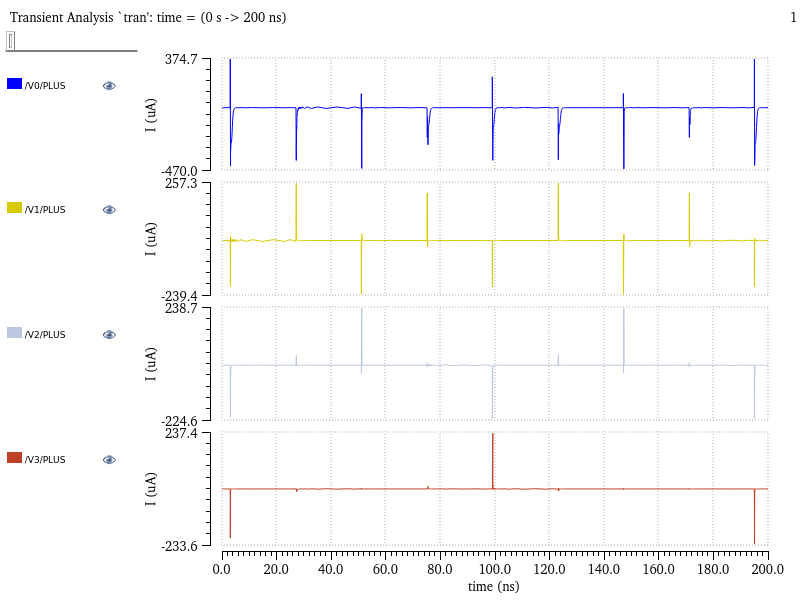 Transient Analysis `tran': time = (0 s -> 200 ns)
1
/V0/PLUS
374.7
I (uA)
-470.0
/V1/PLUS
257.3
I (uA)
-239.4
/V2/PLUS
238.7
I (uA)
-224.6
/V3/PLUS
237.4
I (uA)
-233.6
0.0 20.0 40.0 60.0 80.0 100.0 120.0 140.0 160.0 180.0 200.0
time (ns)